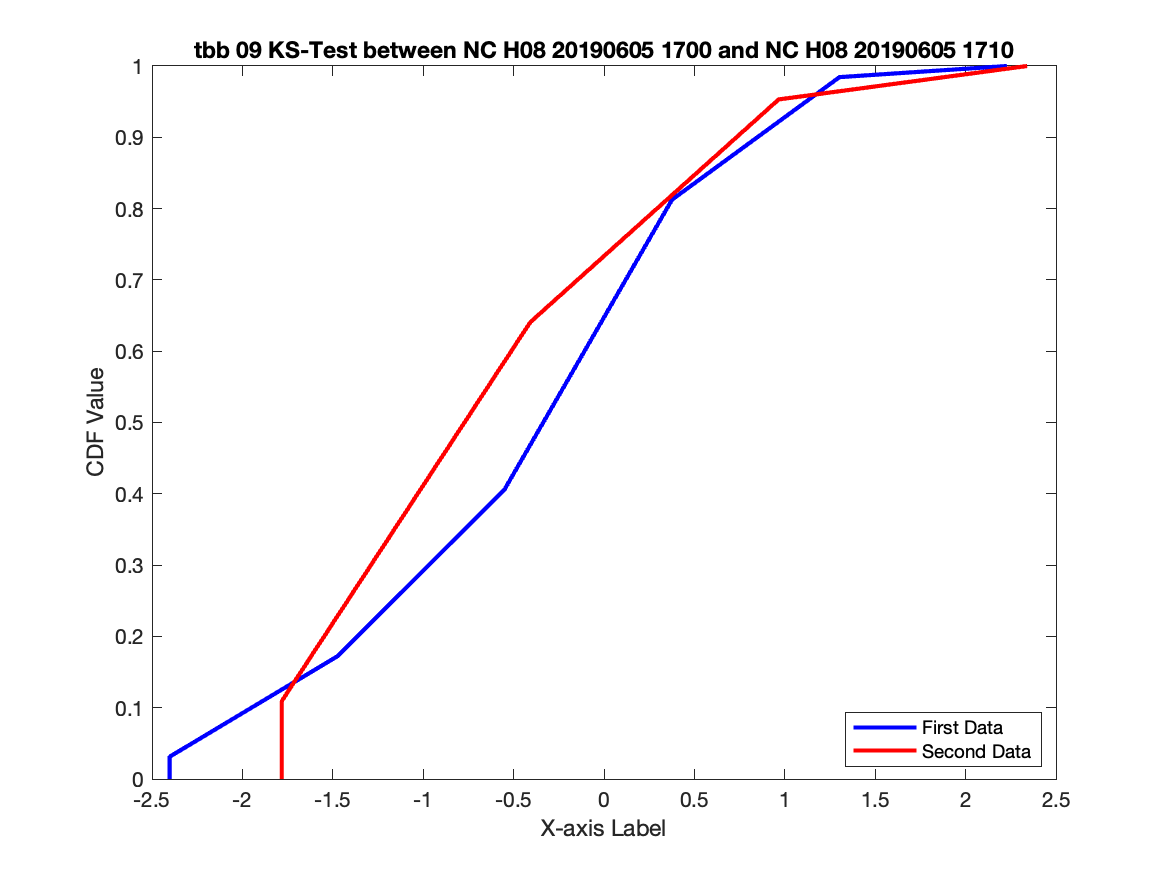 tbb 09 KS-Test between NC H08 20190605 1700 and NC H08 20190605 1710
1
0.9
0.8
0.7
0.6
0.5
0.4
0.3
0.2
0.1
0
CDF Value
First Data
Second Data
-2.5 -2 -1.5 -1 -0.5 0 0.5 1 1.5 2 2.5
X-axis Label